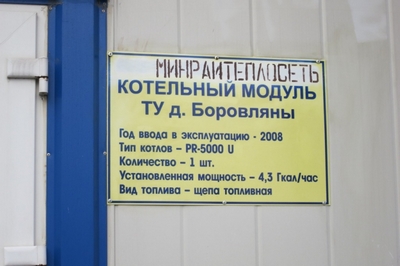 МИНРАЙТЕПЛОСЕТЬ
КОТЕЛЬНЫЙ МОДУЛЬ
ТУ д. Боровляны
Год ввода в эксплуатацию - 2008
Тип котлов – PR-5000 U
Количество – 1 шт.
Установленная мощность – 4,3 Гкал/час
Вид топлива – щепа топливная